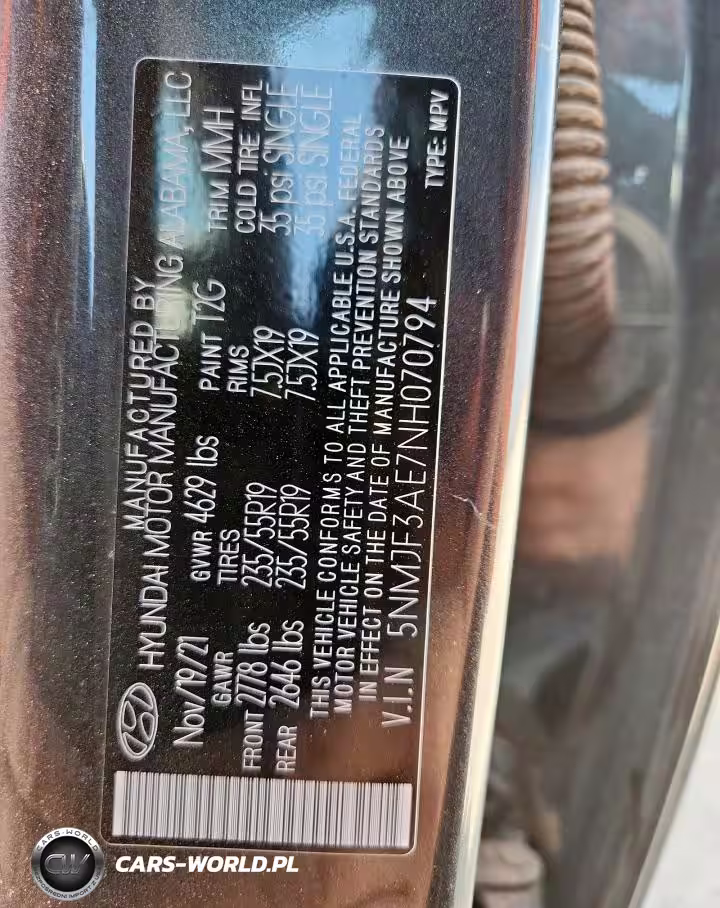 MANUFACTURED BY
HYUNDAI MOTOR MANUFACTURING ALABAMA, LLC
Nov/19/21 GVWR 4629 lbs PAINT T2G TRIM MMH
GAWR TIRES RIMS COLD TIRE INFL
FRONT 2778 lbs 235/55R19 7.5JX19 35 psi SINGLE
REAR 2646 lbs 235/55R19 7.5JX19 35 psi SINGLE
THIS VEHICLE CONFORMS TO ALL APPLICABLE U.S.A. FEDERAL
MOTOR VEHICLE SAFETY AND THEFT PREVENTION STANDARDS
IN EFFECT ON THE DATE OF MANUFACTURE SHOWN ABOVE
V.I.N 5NMJF3AE7NH070794 TYPE: MPV
CARS-WORLD
CW
CARS-WORLD.PL